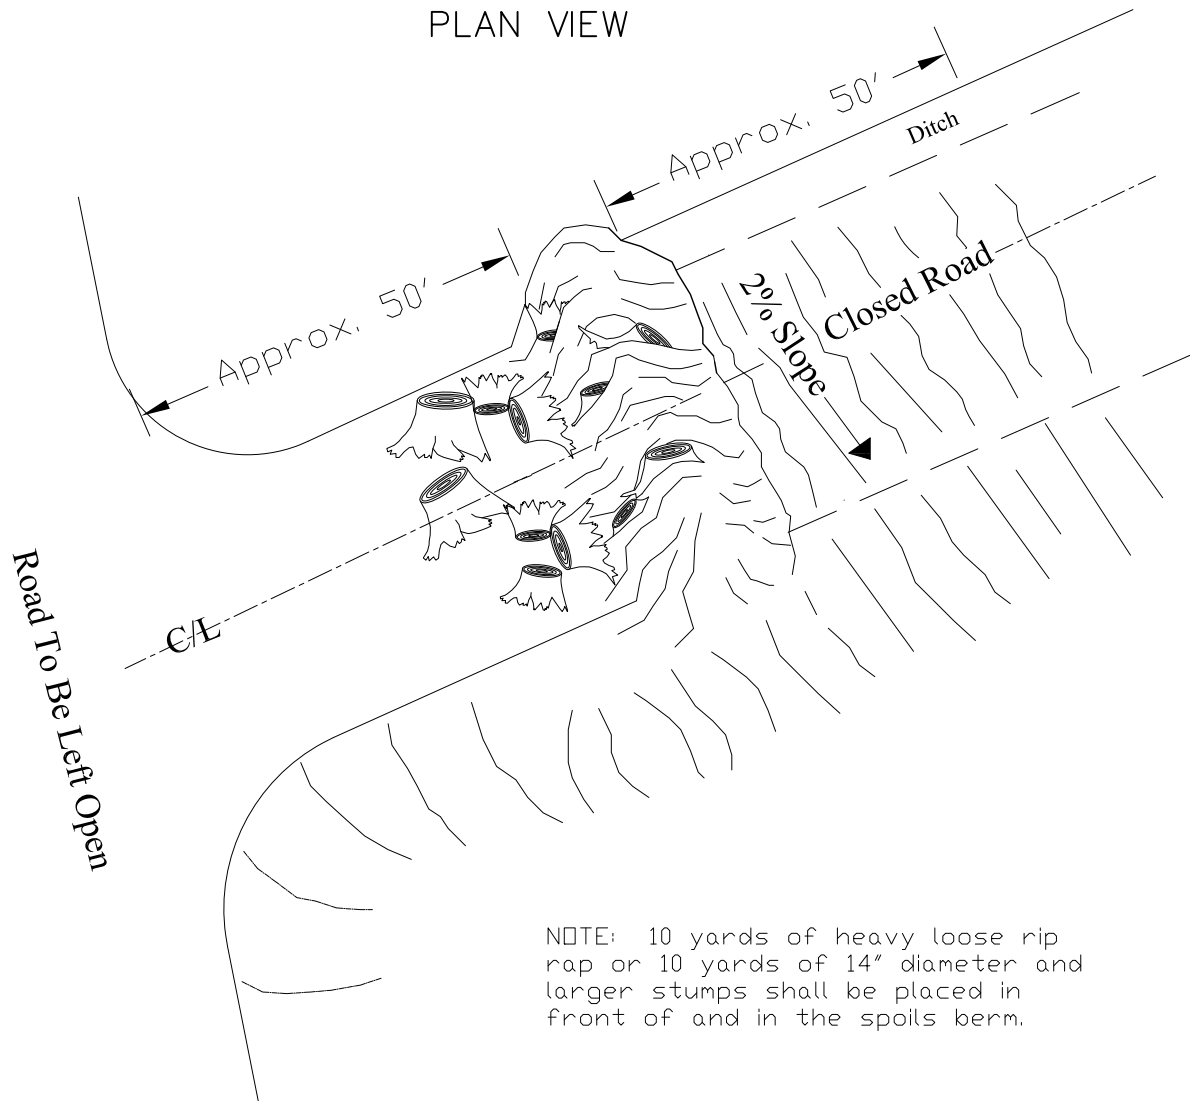 PLAN VIEW
Approx. 50'
Ditch
Approx. 50'
Closed Road
2% Slope
C/L
Road To Be Left Open
NOTE: 10 yards of heavy loose rip
rap or 10 yards of 14" diameter and
larger stumps shall be placed in
front of and in the spoils berm.